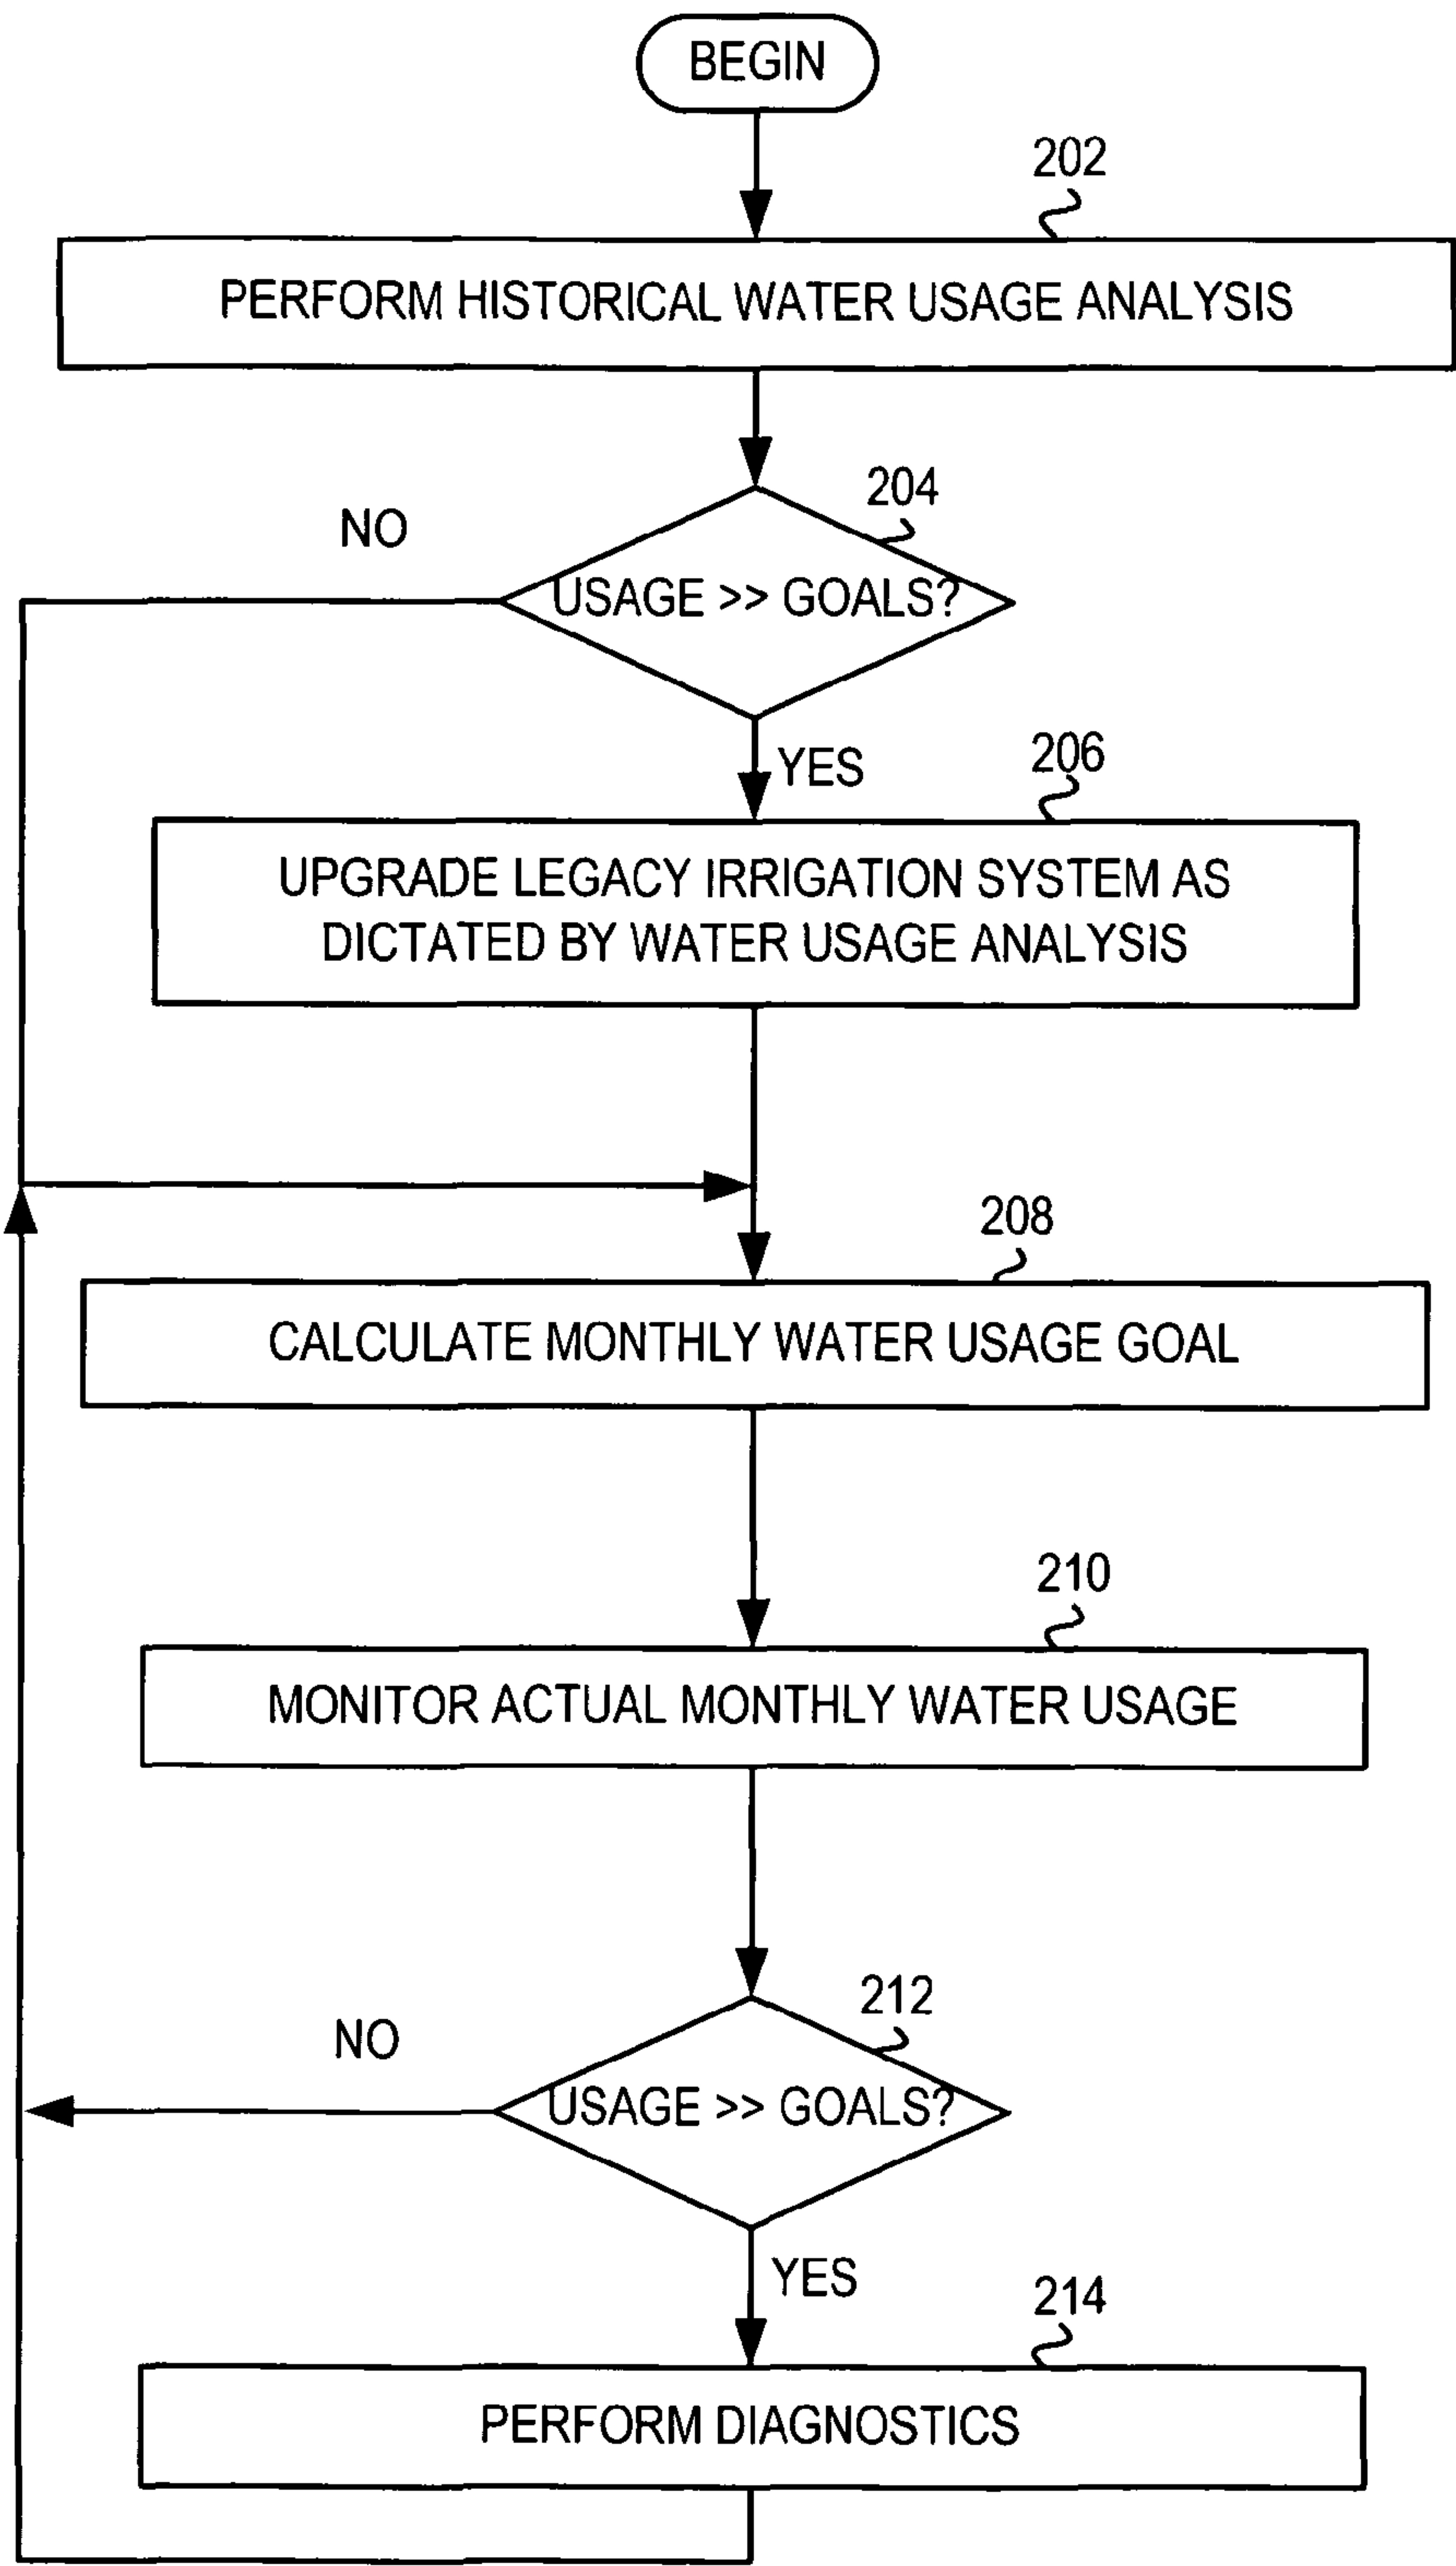 BEGIN
202
PERFORM HISTORICAL WATER USAGE ANALYSIS
204
NO
USAGE >> GOALS?
YES
206
UPGRADE LEGACY IRRIGATION SYSTEM AS
DICTATED BY WATER USAGE ANALYSIS
208
CALCULATE MONTHLY WATER USAGE GOAL
210
MONITOR ACTUAL MONTHLY WATER USAGE
212
NO
USAGE >> GOALS?
YES
214
PERFORM DIAGNOSTICS